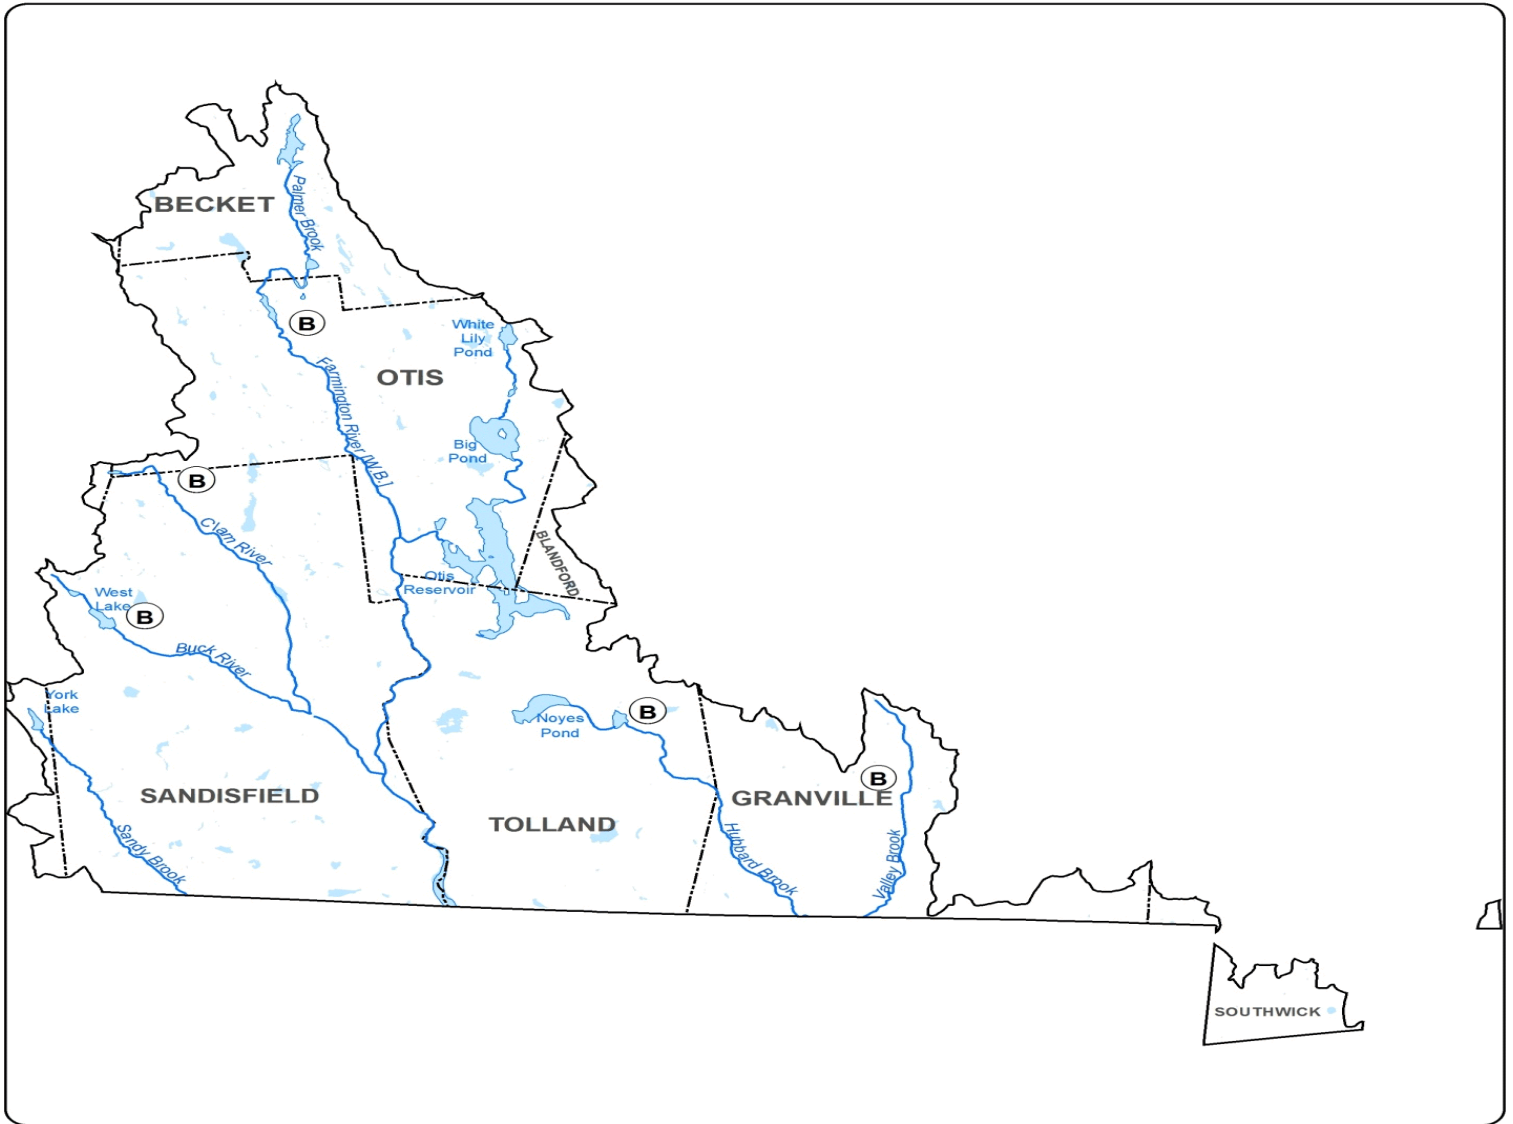 BECKET
Palmer Brook
B
White
Lily
Pond
OTIS
Farmington River [W.B.]
Big
Pond
B
Clam River
BLANDFORD
Otis
Reservoir
West
Lake
B
Buck River
York
Lake
Noyes
Pond
B
B
SANDISFIELD
GRANVILLE
TOLLAND
Sandy Brook
Hubbard Brook
Valley Brook
SOUTHWICK